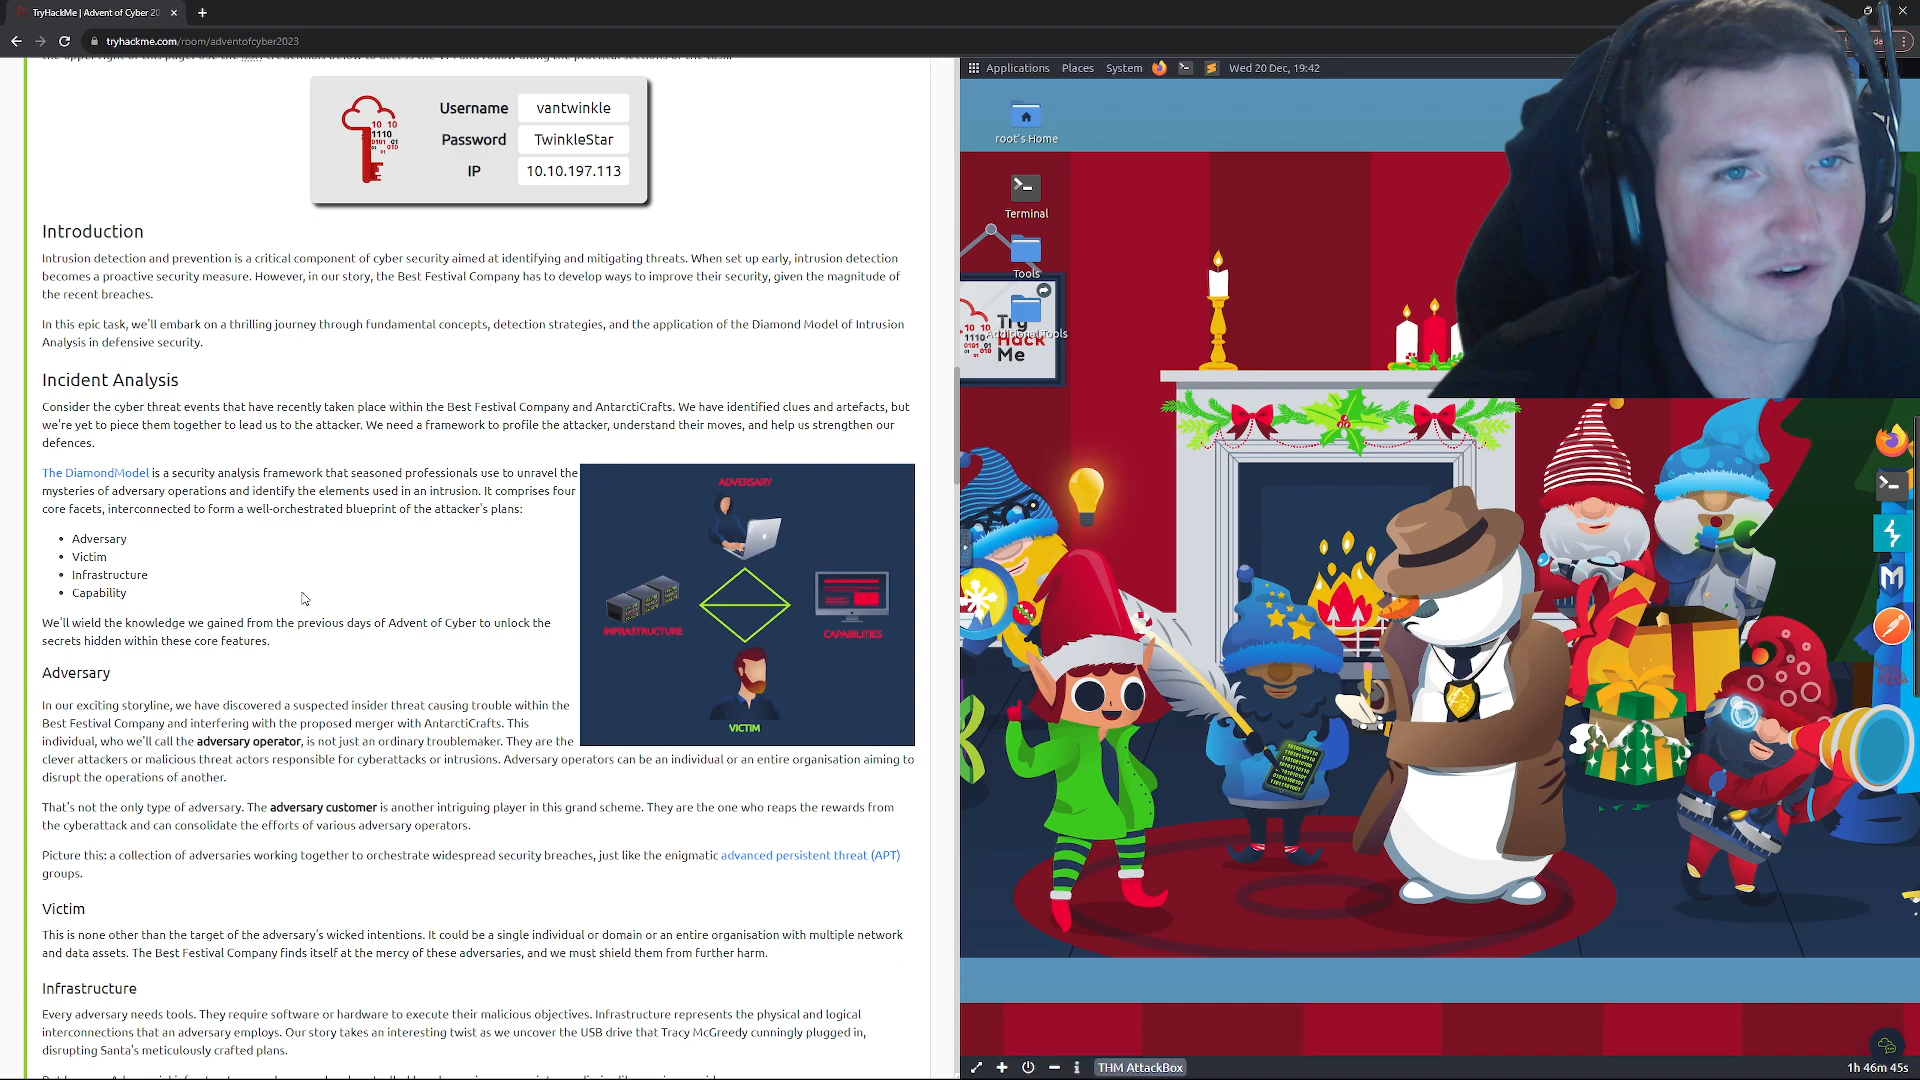 TryHackMe | Advent of Cyber 20
tryhackme.com/room/adventofcyber2023
Username vantwinkle
Password TwinkleStar
IP 10.10.197.113
Introduction
Intrusion detection and prevention is a critical component of cyber security aimed at identifying and mitigating threats. When set up early, intrusion detection
becomes a proactive security measure. However, in our story, the Best Festival Company has to develop ways to improve their security, given the magnitude of
the recent breaches.
In this epic task, we'll embark on a thrilling journey through fundamental concepts, detection strategies, and the application of the Diamond Model of Intrusion
Analysis in defensive security.
Incident Analysis
Consider the cyber threat events that have recently taken place within the Best Festival Company and AntarctiCrafts. We have identified clues and artefacts, but
we're yet to piece them together to lead us to the attacker. We need a framework to profile the attacker, understand their moves, and help us strengthen our
defences.
The DiamondModel is a security analysis framework that seasoned professionals use to unravel the
mysteries of adversary operations and identify the elements used in an intrusion. It comprises four
core facets, interconnected to form a well-orchestrated blueprint of the attacker's plans:
• Adversary
• Victim
• Infrastructure
• Capability
We'll wield the knowledge we gained from the previous days of Advent of Cyber to unlock the
secrets hidden within these core features.
ADVERSARY
INFRASTRUCTURE
CAPABILITIES
VICTIM
Adversary
In our exciting storyline, we have discovered a suspected insider threat causing trouble within the
Best Festival Company and interfering with the proposed merger with AntarctiCrafts. This
individual, who we'll call the adversary operator, is not just an ordinary troublemaker. They are the
clever attackers or malicious threat actors responsible for cyberattacks or intrusions. Adversary operators can be an individual or an entire organisation aiming to
disrupt the operations of another.
That's not the only type of adversary. The adversary customer is another intriguing player in this grand scheme. They are the one who reaps the rewards from
the cyberattack and can consolidate the efforts of various adversary operators.
Picture this: a collection of adversaries working together to orchestrate widespread security breaches, just like the enigmatic advanced persistent threat (APT)
groups.
Victim
This is none other than the target of the adversary's wicked intentions. It could be a single individual or domain or an entire organisation with multiple network
and data assets. The Best Festival Company finds itself at the mercy of these adversaries, and we must shield them from further harm.
Infrastructure
Every adversary needs tools. They require software or hardware to execute their malicious objectives. Infrastructure represents the physical and logical
interconnections that an adversary employs. Our story takes an interesting twist as we uncover the USB drive that Tracy McGreedy cunningly plugged in,
disrupting Santa's meticulously crafted plans.
Applications Places System Wed 20 Dec, 19:42
root's Home
Terminal
Tools
Additional Tools
Try
Hack
Me
THM AttackBox
1h 46m 45s